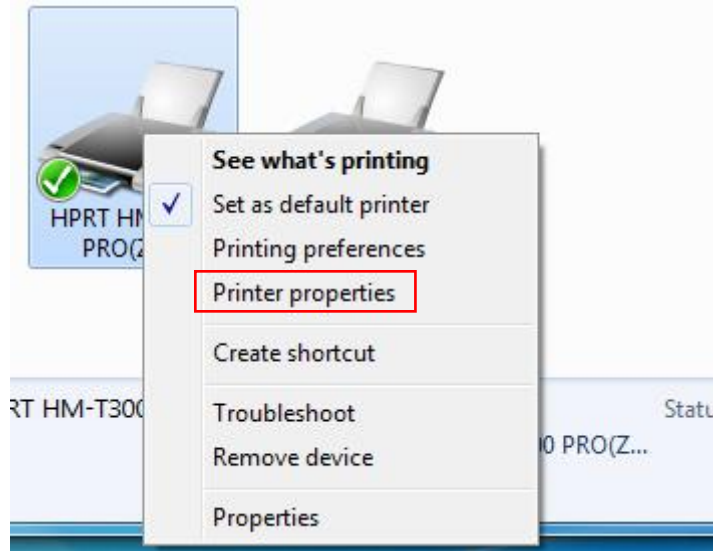 See what's printing
Set as default printer
HPRT HM
Printing preferences
PRO(Z
Printer properties
Create shortcut
RT HM-T300
Troubleshoot
Statu
00 PRO(Z...
Remove device
Properties